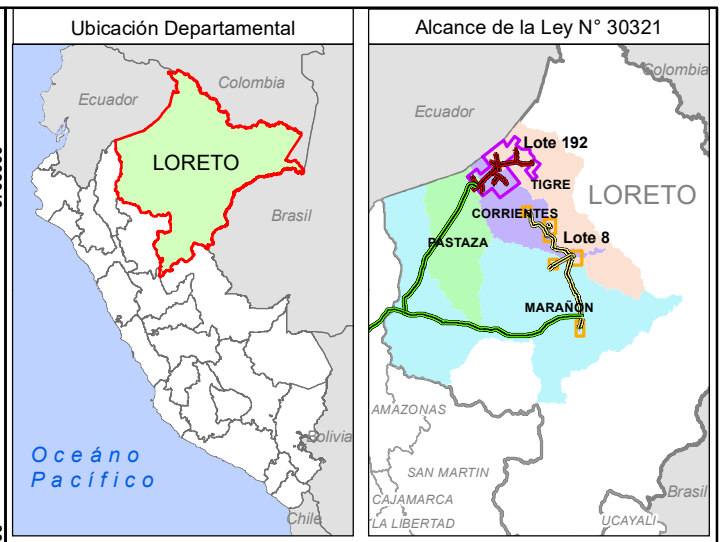 Ubicación Departamental
Colombia
Ecuador
LORETO
Brasil
Oceáno
Pacífico
Bolivia
Chile
Alcance de la Ley N° 30321
Colombia
Ecuador
Lote 192
TIGRE
LORETO
CORRIENTES
Lote 8
PASTAZA
MARAÑON
AMAZONAS
SAN MARTIN
Brasil
CAJAMARCA
LA LIBERTAD
UCAYALI